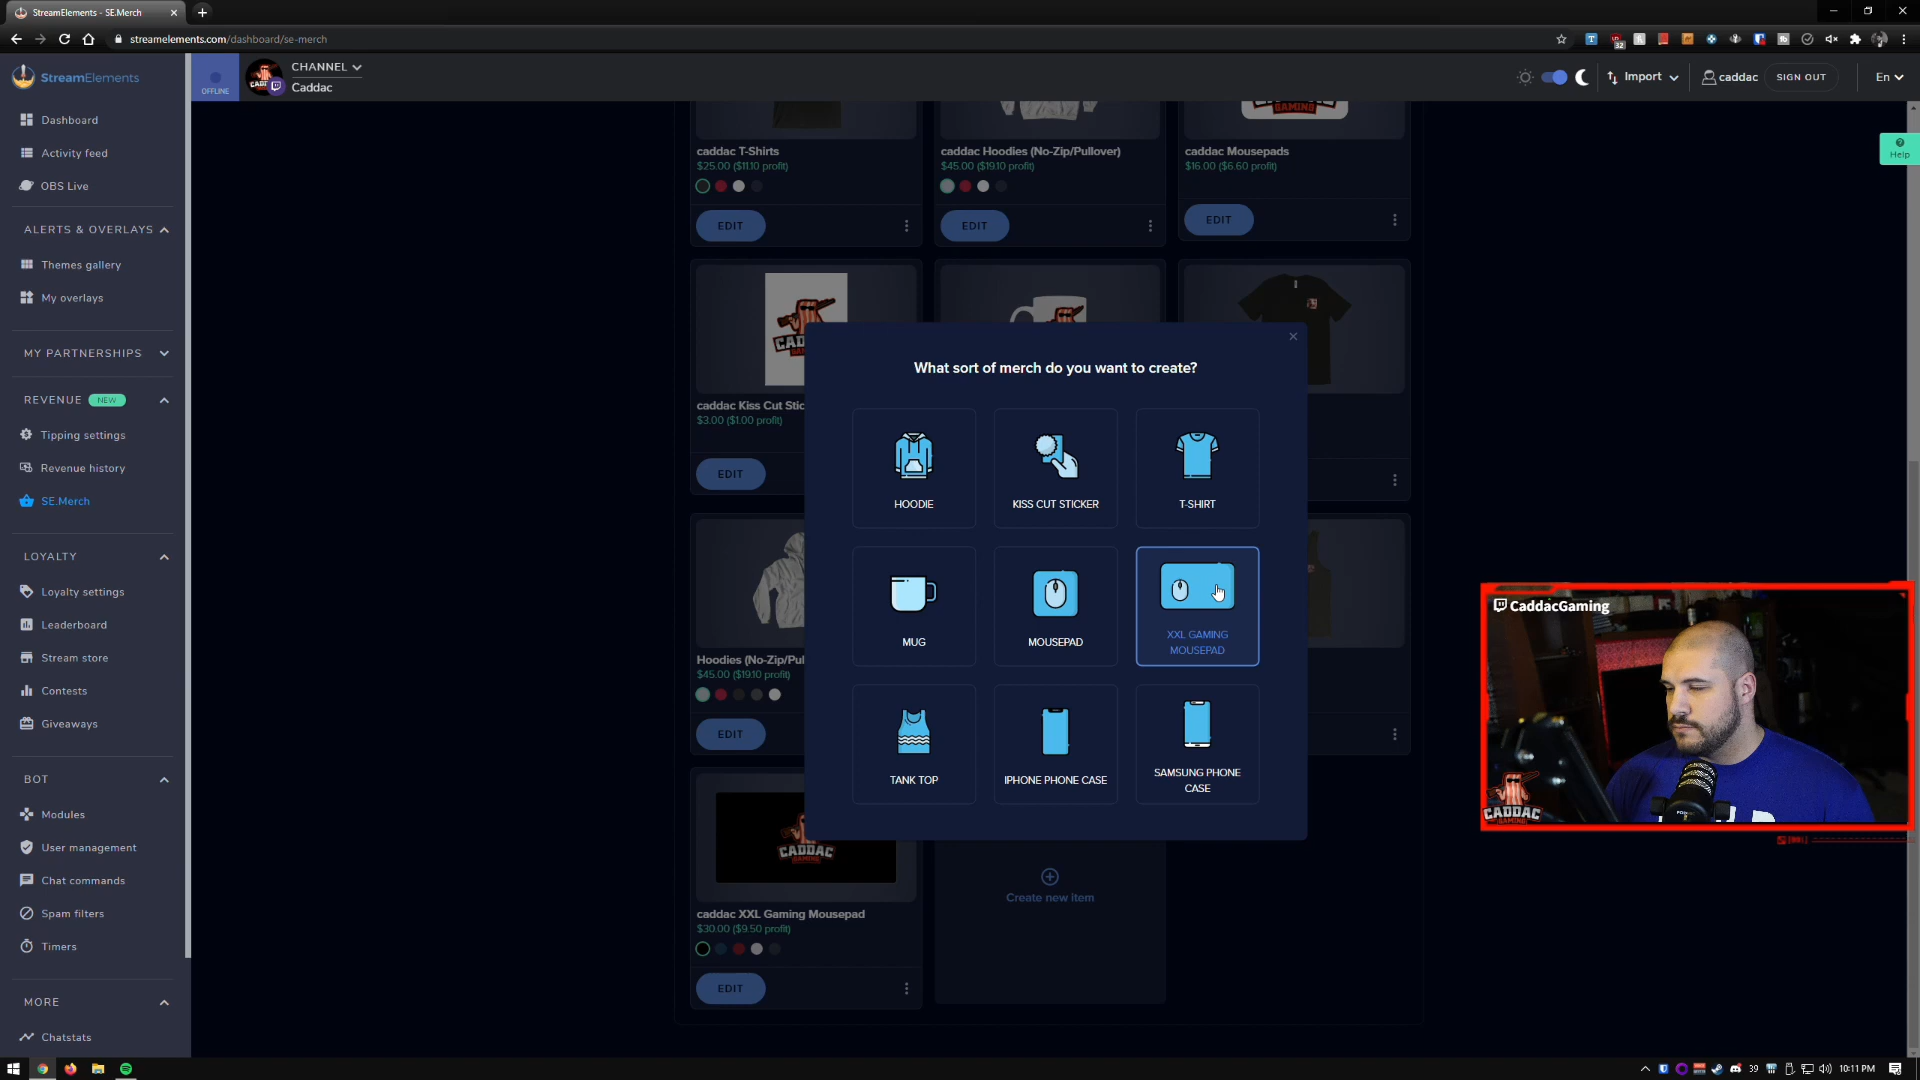 StreamElements - SE.Merch
streamelements.com/dashboard/se-merch
StreamElements
OFFLINE
CHANNEL
Caddac
Import
caddac
SIGN OUT
En
Help
Dashboard
Activity feed
OBS Live
ALERTS & OVERLAYS
Themes gallery
My overlays
MY PARTNERSHIPS
REVENUE NEW
Tipping settings
Revenue history
SE.Merch
LOYALTY
Loyalty settings
Leaderboard
Stream store
Contests
Giveaways
BOT
Modules
User management
Chat commands
Spam filters
Timers
MORE
Chatstats
GAMING
caddac T-Shirts
$25.00 ($11.10 profit)
EDIT
caddac Hoodies (No-Zip/Pullover)
$45.00 ($19.10 profit)
EDIT
caddac Mousepads
$16.00 ($6.60 profit)
EDIT
caddac Kiss Cut Stic
$3.00 ($1.00 profit)
EDIT
Hoodies (No-Zip/Pul
$45.00 ($19.10 profit)
EDIT
What sort of merch do you want to create?
HOODIE
KISS CUT STICKER
T-SHIRT
MUG
MOUSEPAD
XXL GAMING
MOUSEPAD
TANK TOP
IPHONE PHONE CASE
SAMSUNG PHONE
CASE
CADDAC
GAMING
caddac XXL Gaming Mousepad
$30.00 ($9.50 profit)
EDIT
Create new item
CaddacGaming
CADDAC
GAMING
39
10:11 PM